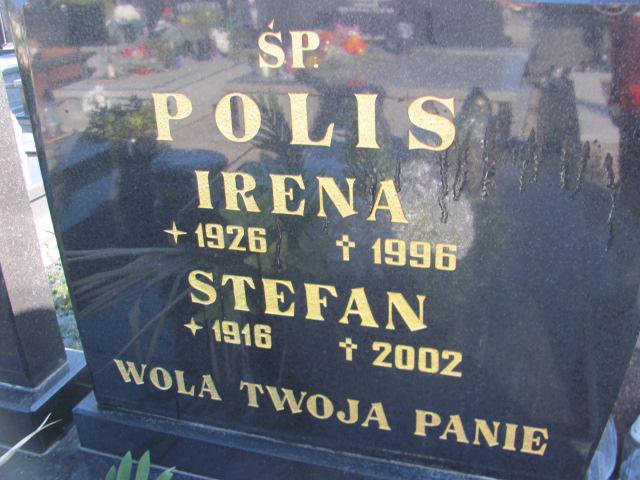 ŚP.
POLIS
IRENA
1926 1996
STEFAN
1916 2002
WOLA TWOJA PANIE